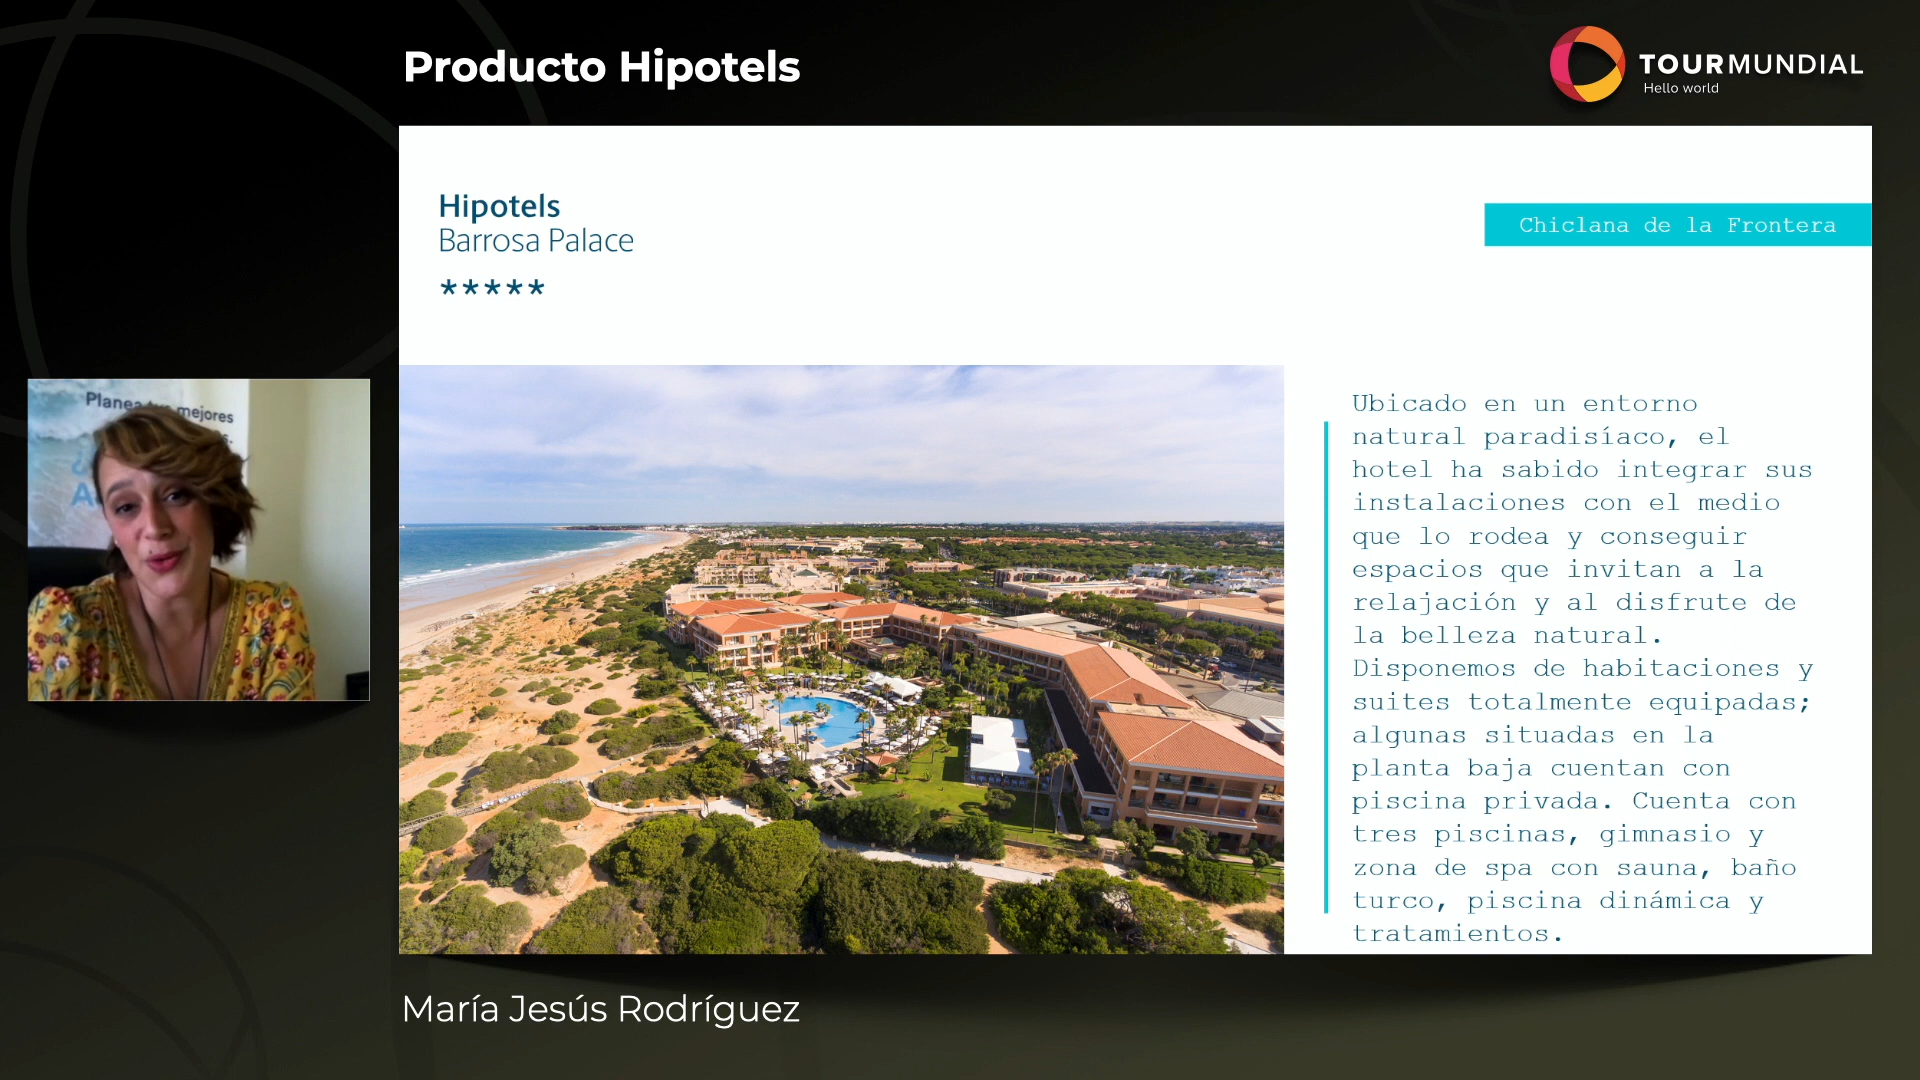 Producto Hipotels
TOURMUNDIAL
Hello world
Hipotels
Barrosa Palace
*****
Chiclana de la Frontera
Planea tus mejores
Ubicado en un entorno
natural paradisíaco, el
hotel ha sabido integrar sus
instalaciones con el medio
que lo rodea y conseguir
espacios que invitan a la
relajación y al disfrute de
la belleza natural.
Disponemos de habitaciones y
suites totalmente equipadas;
algunas situadas en la
planta baja cuentan con
piscina privada. Cuenta con
tres piscinas, gimnasio y
zona de spa con sauna, baño
turco, piscina dinámica y
tratamientos.
María Jesús Rodríguez